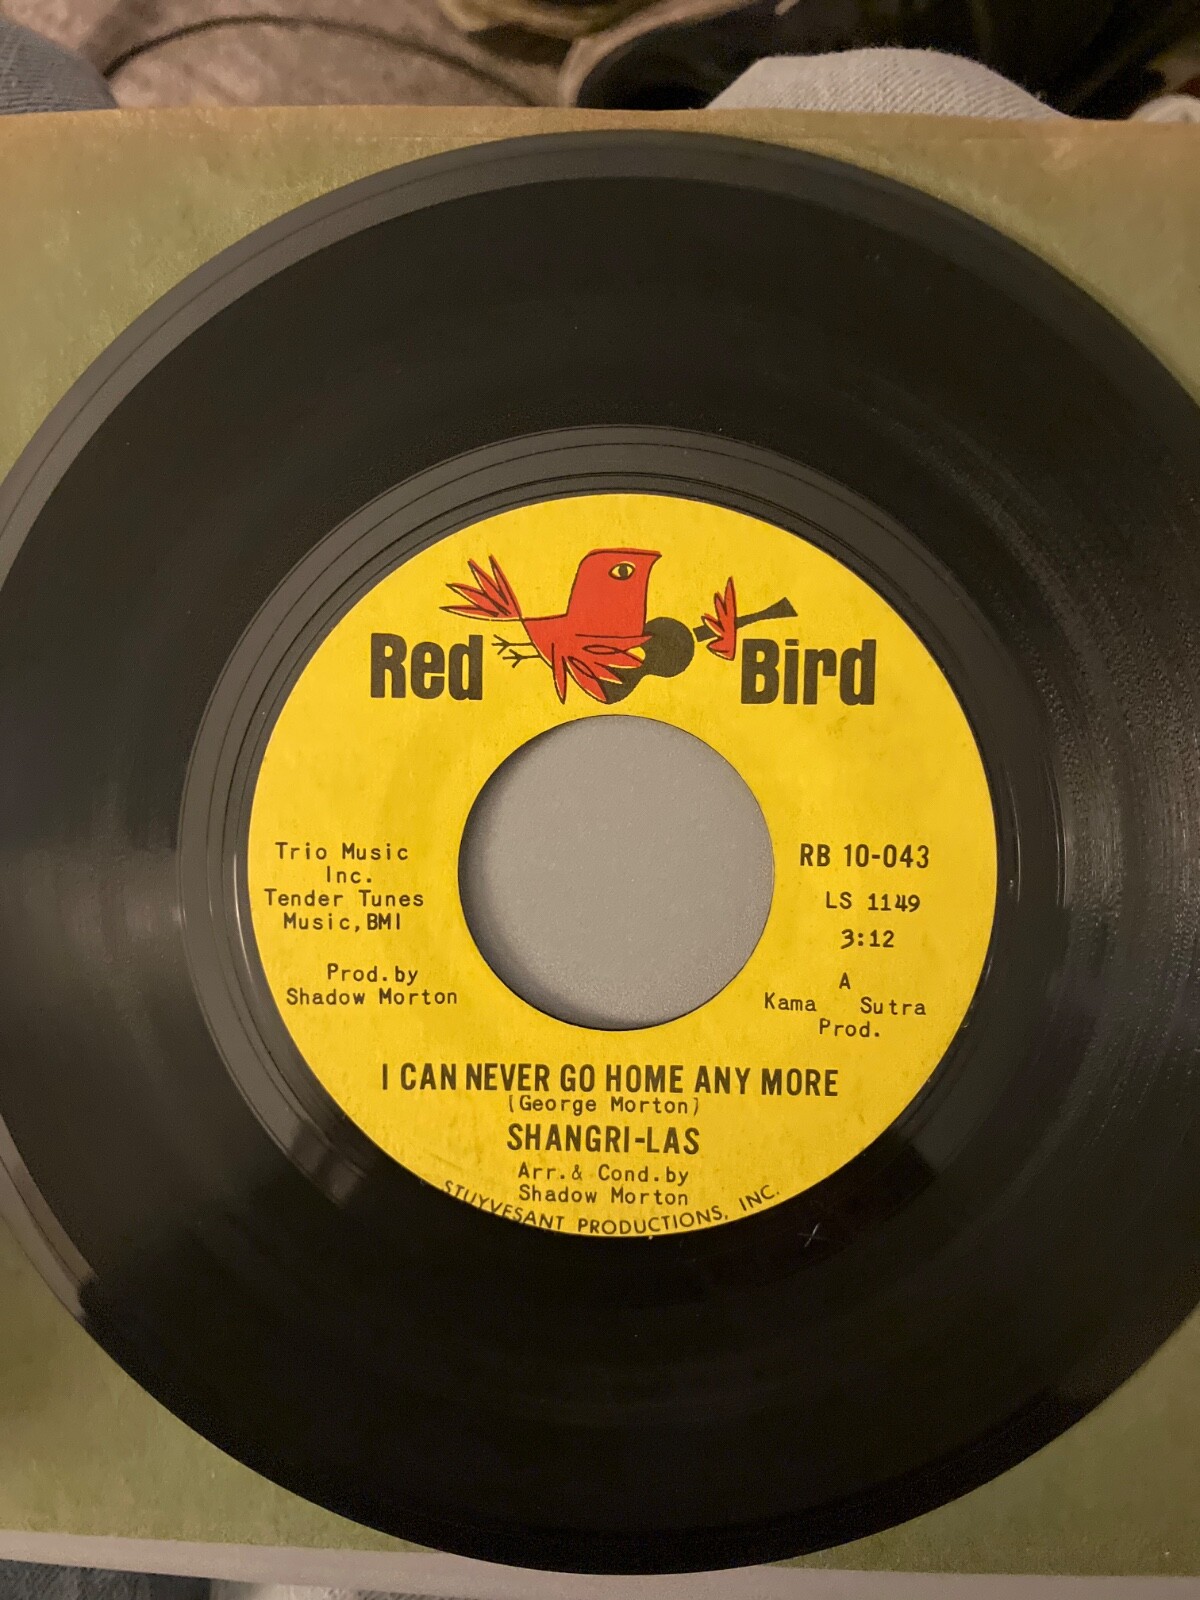 Red Bird
Trio Music
Inc.
Tender Tunes
Music,BMI
Prod.by
Shadow Morton
RB 10-043
LS 1149
3:12
A
Kama Sutra
Prod.
I CAN NEVER GO HOME ANY MORE
(George Morton)
SHANGRI-LAS
Arr.& Cond.by
Shadow Morton
STUYVESANT PRODUCTIONS, INC.